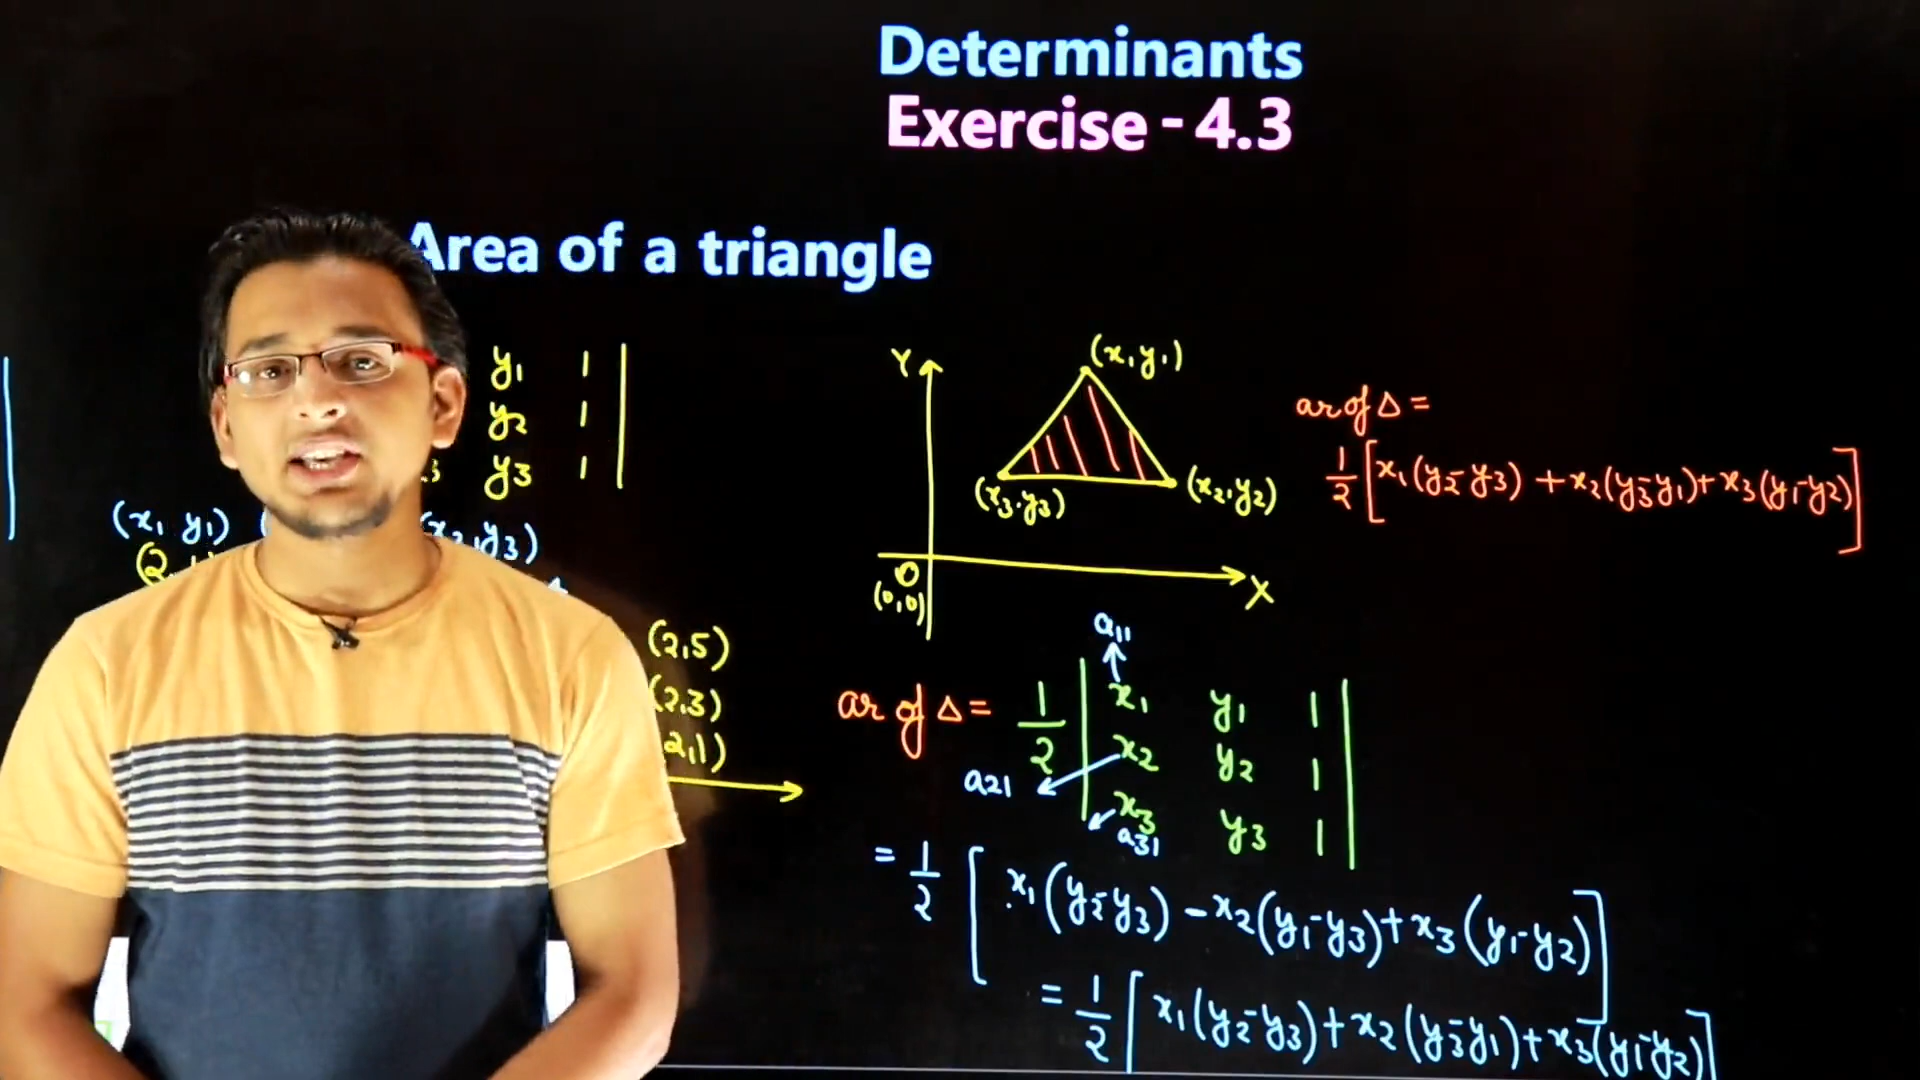 Determinants
Exercise - 4.3
Area of a triangle
y₁ 1
y₂ 1
3 y₃ 1
(x₁ y₁) (x₂,y₃)
(2,
(2,5)
(2,3)
2,1)
Y
(x₁ y₁)
(x₃,y₃)
(x₂,y₂)
O
(0,0)
X
ar of Δ =
1/2 [x₁(y₂-y₃) + x₂(y₃-y₁)+ x₃(y₁-y₂)]
a₁₁
ar of Δ = 1/2 | x₁ y₁ 1 |
x₂ y₂ 1
a₂₁
x₃ y₃ 1
a₃₁
= 1/2 [ x₁(y₂-y₃) - x₂(y₁-y₃)+ x₃(y₁-y₂)]
= 1/2 [ x₁(y₂-y₃)+ x₂(y₃-y₁)+ x₃(y₁-y₂)]